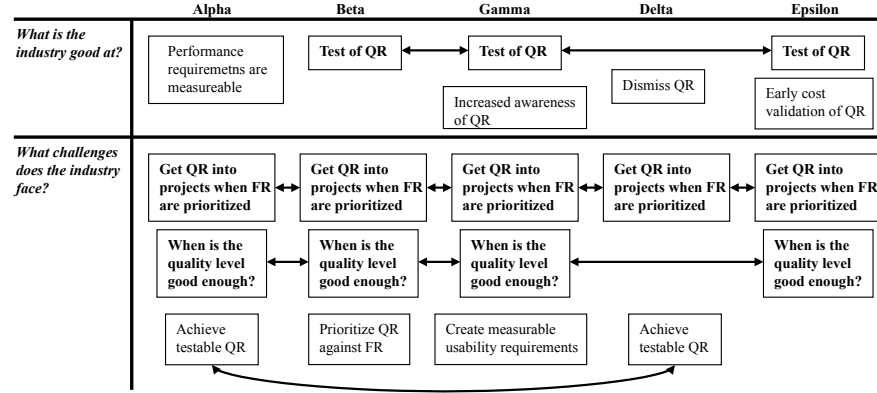 Alpha Beta Gamma Delta Epsilon
What is the
industry good at?
Performance
requiremetns are
measureable
Test of QR
Test of QR
Test of QR
Increased awareness
of QR
Dismiss QR
Early cost
validation of QR
What challenges
does the industry
face?
Get QR into
projects when FR
are prioritized
Get QR into
projects when FR
are prioritized
Get QR into
projects when FR
are prioritized
Get QR into
projects when FR
are prioritized
Get QR into
projects when FR
are prioritized
When is the
quality level
good enough?
When is the
quality level
good enough?
When is the
quality level
good enough?
When is the
quality level
good enough?
Achieve
testable QR
Prioritize QR
against FR
Create measurable
usability requirements
Achieve
testable QR